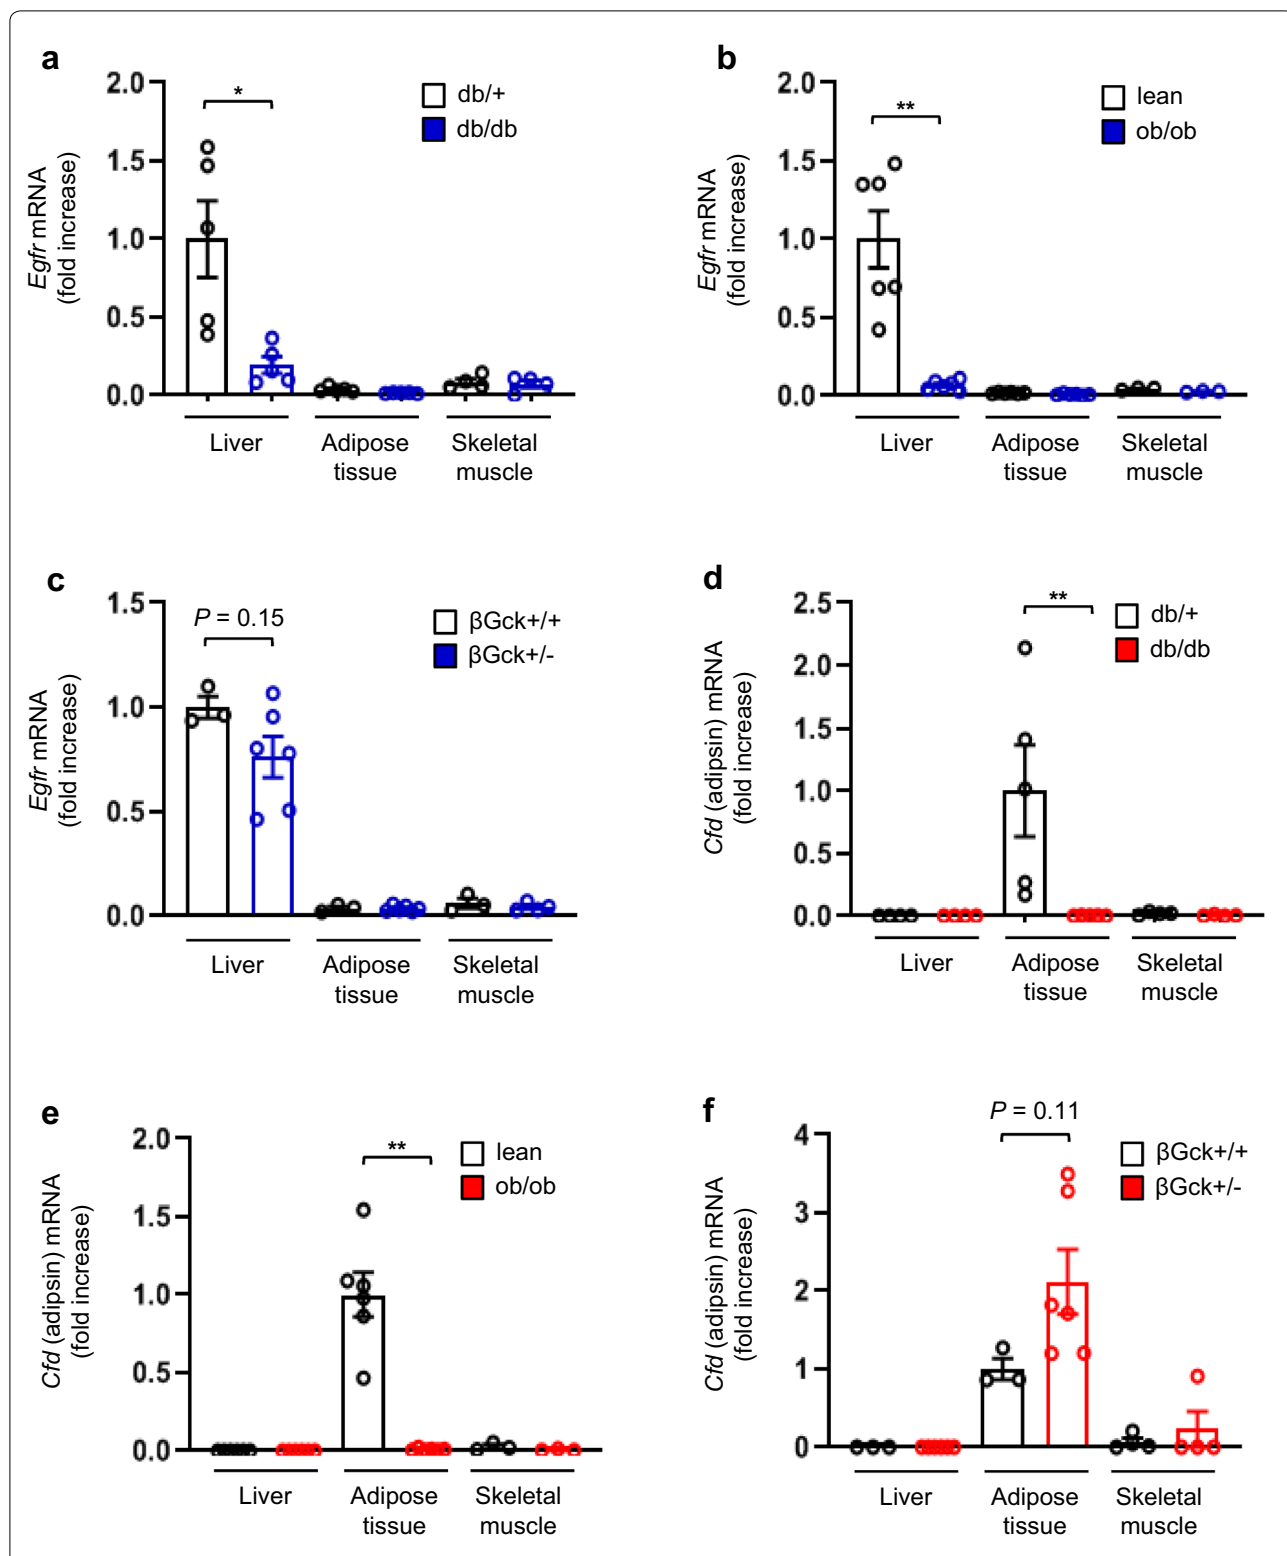 a
2.0
1.5
1.0
0.5
0.0
Egfr mRNA
(fold increase)
*
db/+
db/db
Liver
Adipose
tissue
Skeletal
muscle
b
2.0
1.5
1.0
0.5
0.0
Egfr mRNA
(fold increase)
**
lean
ob/ob
Liver
Adipose
tissue
Skeletal
muscle
c
1.5
1.0
0.5
0.0
Egfr mRNA
(fold increase)
P = 0.15
βGck+/+
βGck+/-
Liver
Adipose
tissue
Skeletal
muscle
d
2.5
2.0
1.5
1.0
0.5
0.0
Cfd (adipsin) mRNA
(fold increase)
**
db/+
db/db
Liver
Adipose
tissue
Skeletal
muscle
e
2.0
1.5
1.0
0.5
0.0
Cfd (adipsin) mRNA
(fold increase)
**
lean
ob/ob
Liver
Adipose
tissue
Skeletal
muscle
f
4
3
2
1
0
Cfd (adipsin) mRNA
(fold increase)
P = 0.11
βGck+/+
βGck+/-
Liver
Adipose
tissue
Skeletal
muscle